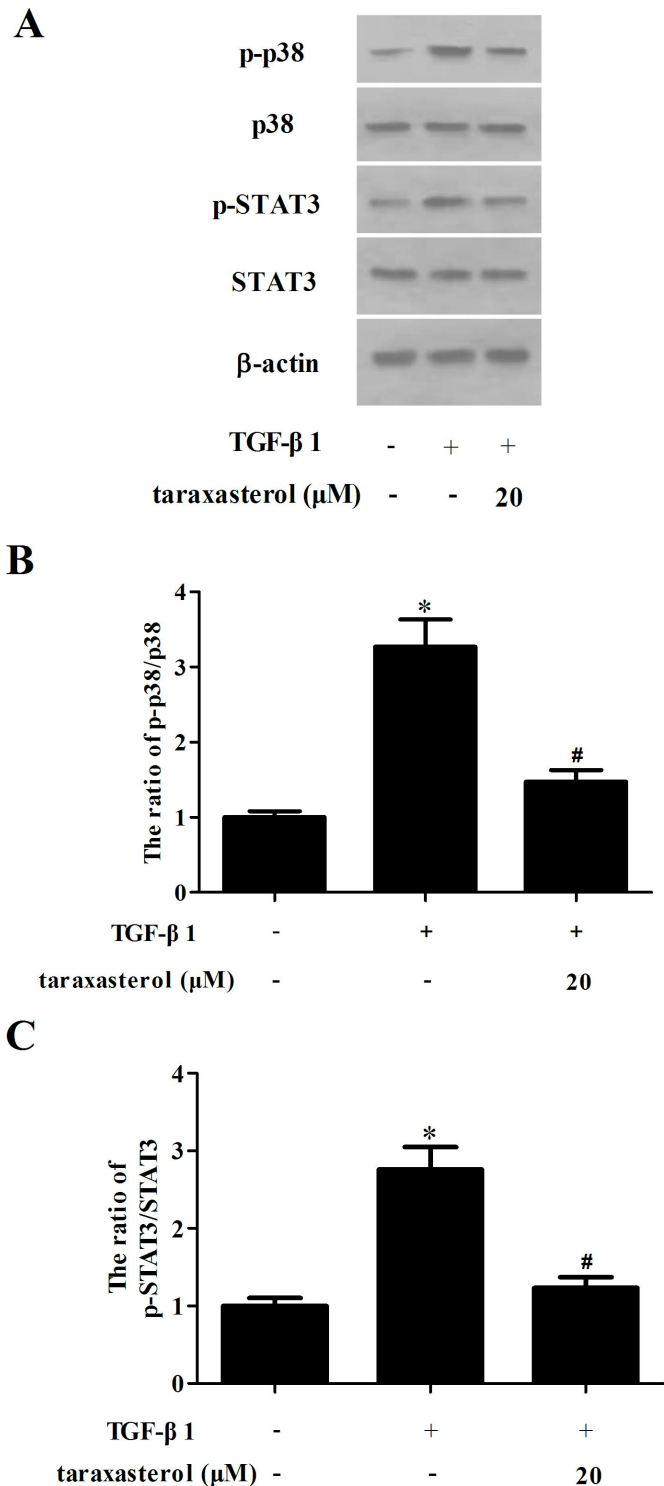 A
p-p38
p38
p-STAT3
STAT3
β-actin
TGF-β 1 - + +
taraxasterol (μM) - - 20
B
The ratio of p-p38/p38
4
3
2
1
0
*
#
TGF-β 1 - + +
taraxasterol (μM) - - 20
C
The ratio of
p-STAT3/STAT3
4
3
2
1
0
*
#
TGF-β 1 - + +
taraxasterol (μM) - - 20